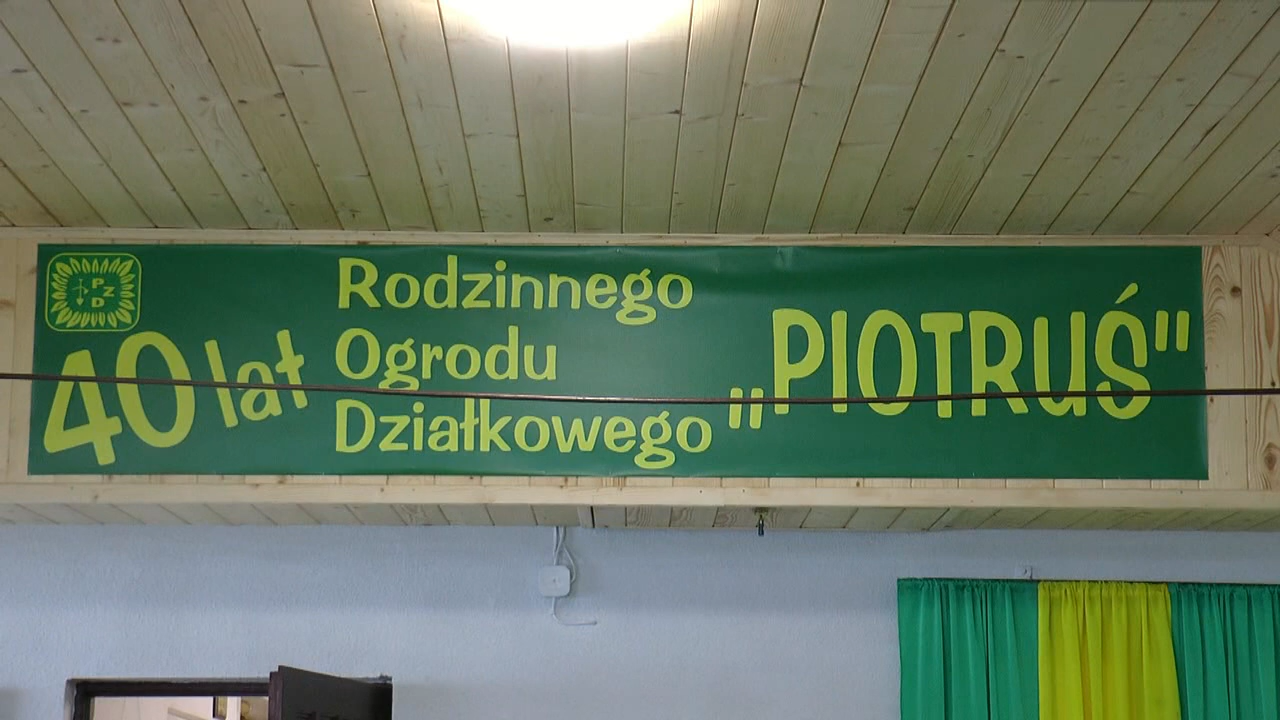 PZD
40 lat
Rodzinnego
Ogrodu
Działkowego
„PIOTRUŚ"